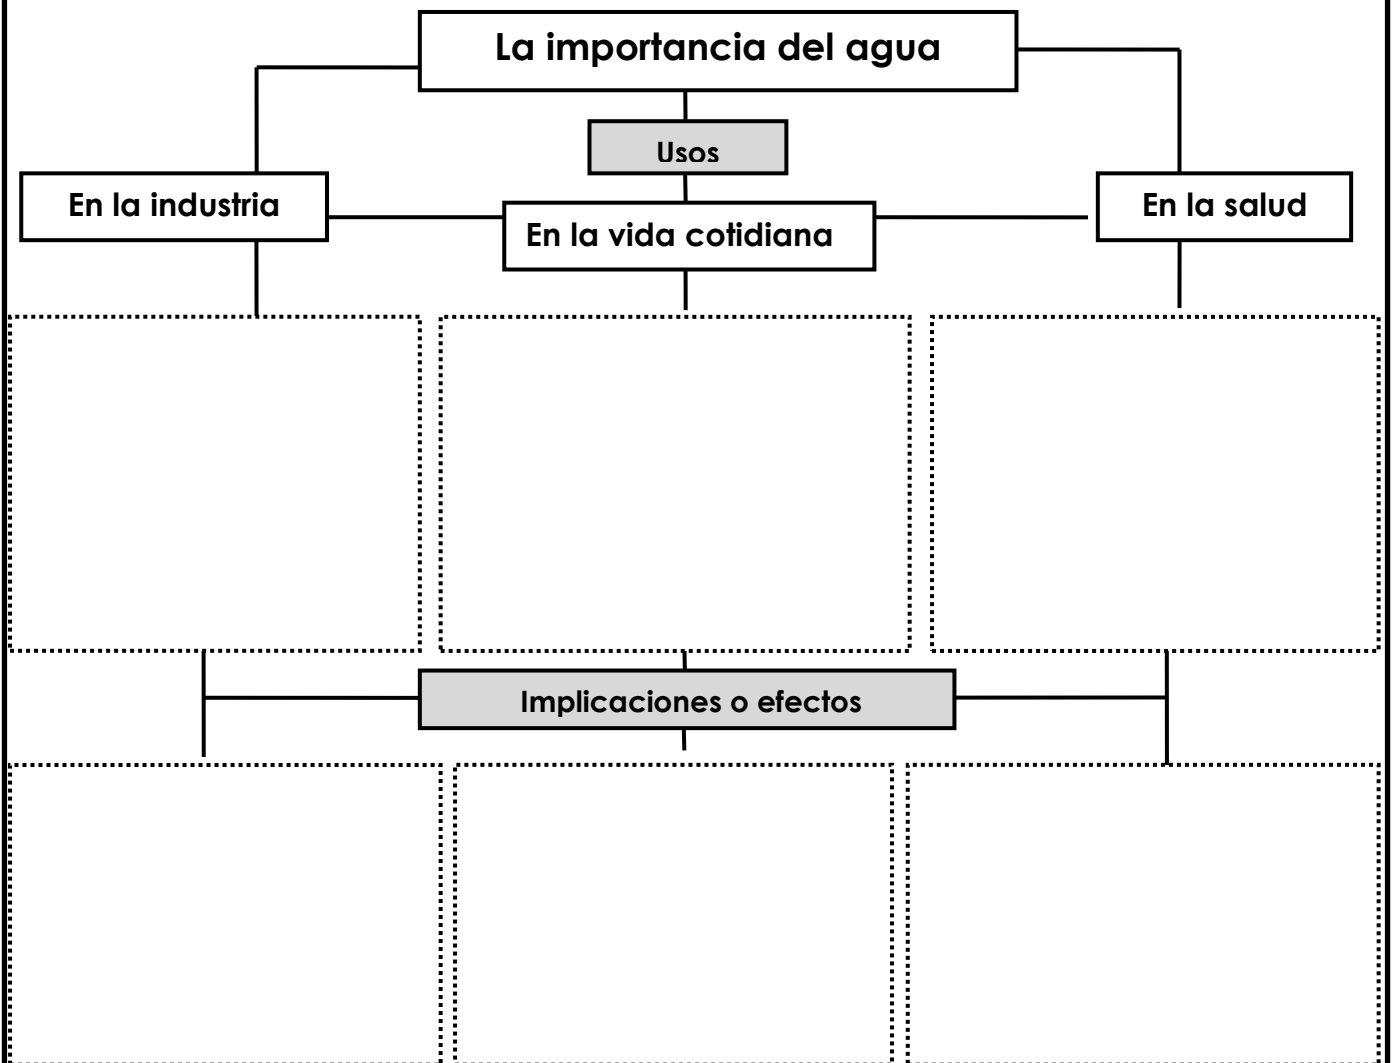 La importancia del agua
Usos
En la industria
En la vida cotidiana
En la salud
Implicaciones o efectos